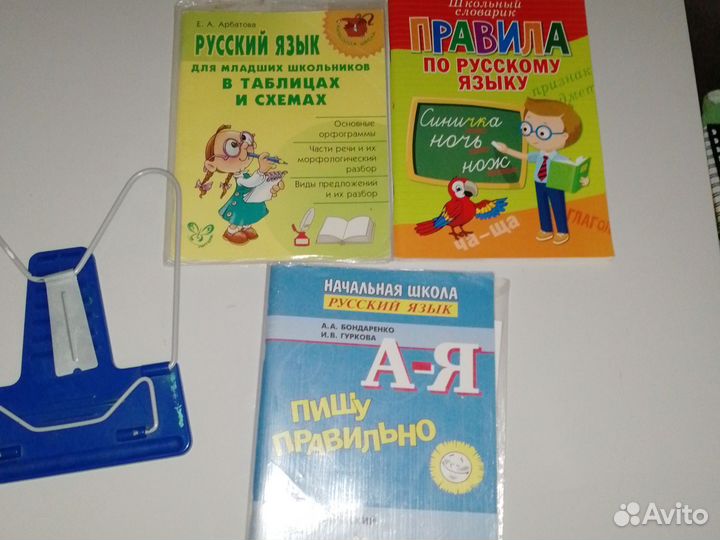 Е. А. Арбатова
РУССКИЙ ЯЗЫК
ДЛЯ МЛАДШИХ ШКОЛЬНИКОВ
В ТАБЛИЦАХ
И СХЕМАХ
Основные
орфограммы
Части речи и их
морфологический
разбор
Виды предложений
и их разбор
Школьный
словарик
ПРАВИЛА
ПО РУССКОМУ
ЯЗЫКУ
признак
Синичка
ночь
нож
ГЛАГОЛ
ча-ща
НАЧАЛЬНАЯ ШКОЛА
РУССКИЙ ЯЗЫК
А.А. БОНДАРЕНКО
И.В. ГУРКОВА
А-Я
ПИШУ
ПРАВИЛЬНО
Avito